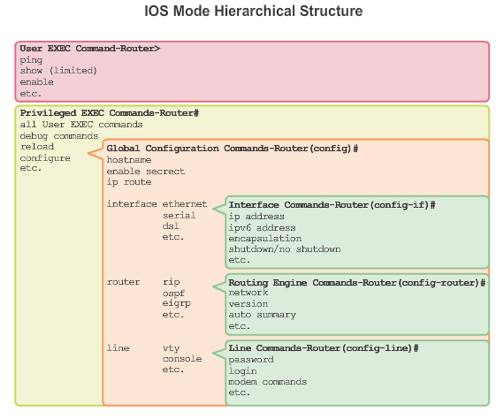 IOS Mode Hierarchical Structure
User EXEC Command-Router>
ping
show (limited)
enable
etc.
Privileged EXEC Commands-Router#
all User EXEC commands
debug commands
reload
configure
etc.
Global Configuration Commands-Router(config)#
hostname
enable secrect
ip route
interface ethernet
serial
dsl
etc.
Interface Commands-Router(config-if)#
ip address
ipv6 address
encapsulation
shutdown/no shutdown
etc.
router rip
ospf
eigrp
etc.
Routing Engine Commands-Router(config-router)#
network
version
auto summary
etc.
line vty
console
etc.
Line Commands-Router(config-line)#
password
login
modem commands
etc.